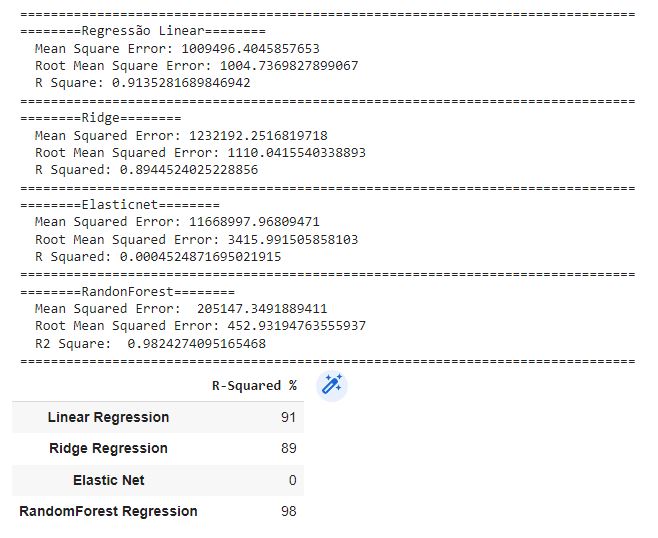 ==============================================================================
========Regressão Linear========
Mean Square Error: 1009496.4045857653
Root Mean Square Error: 1004.7369827899067
R Square: 0.9135281689846942
==============================================================================
========Ridge========
Mean Squared Error: 1232192.2516819718
Root Mean Squared Error: 1110.0415540338893
R Squared: 0.8944524025228856
==============================================================================
========Elasticnet========
Mean Squared Error: 11668997.96809471
Root Mean Squared Error: 3415.991505858103
R Squared: 0.0004524871695021915
==============================================================================
========RandonForest========
Mean Squared Error:  205147.3491889411
Root Mean Squared Error: 452.93194763555937
R2 Square:  0.9824274095165468
==============================================================================
R-Squared %
Linear Regression 91
Ridge Regression 89
Elastic Net 0
RandomForest Regression 98